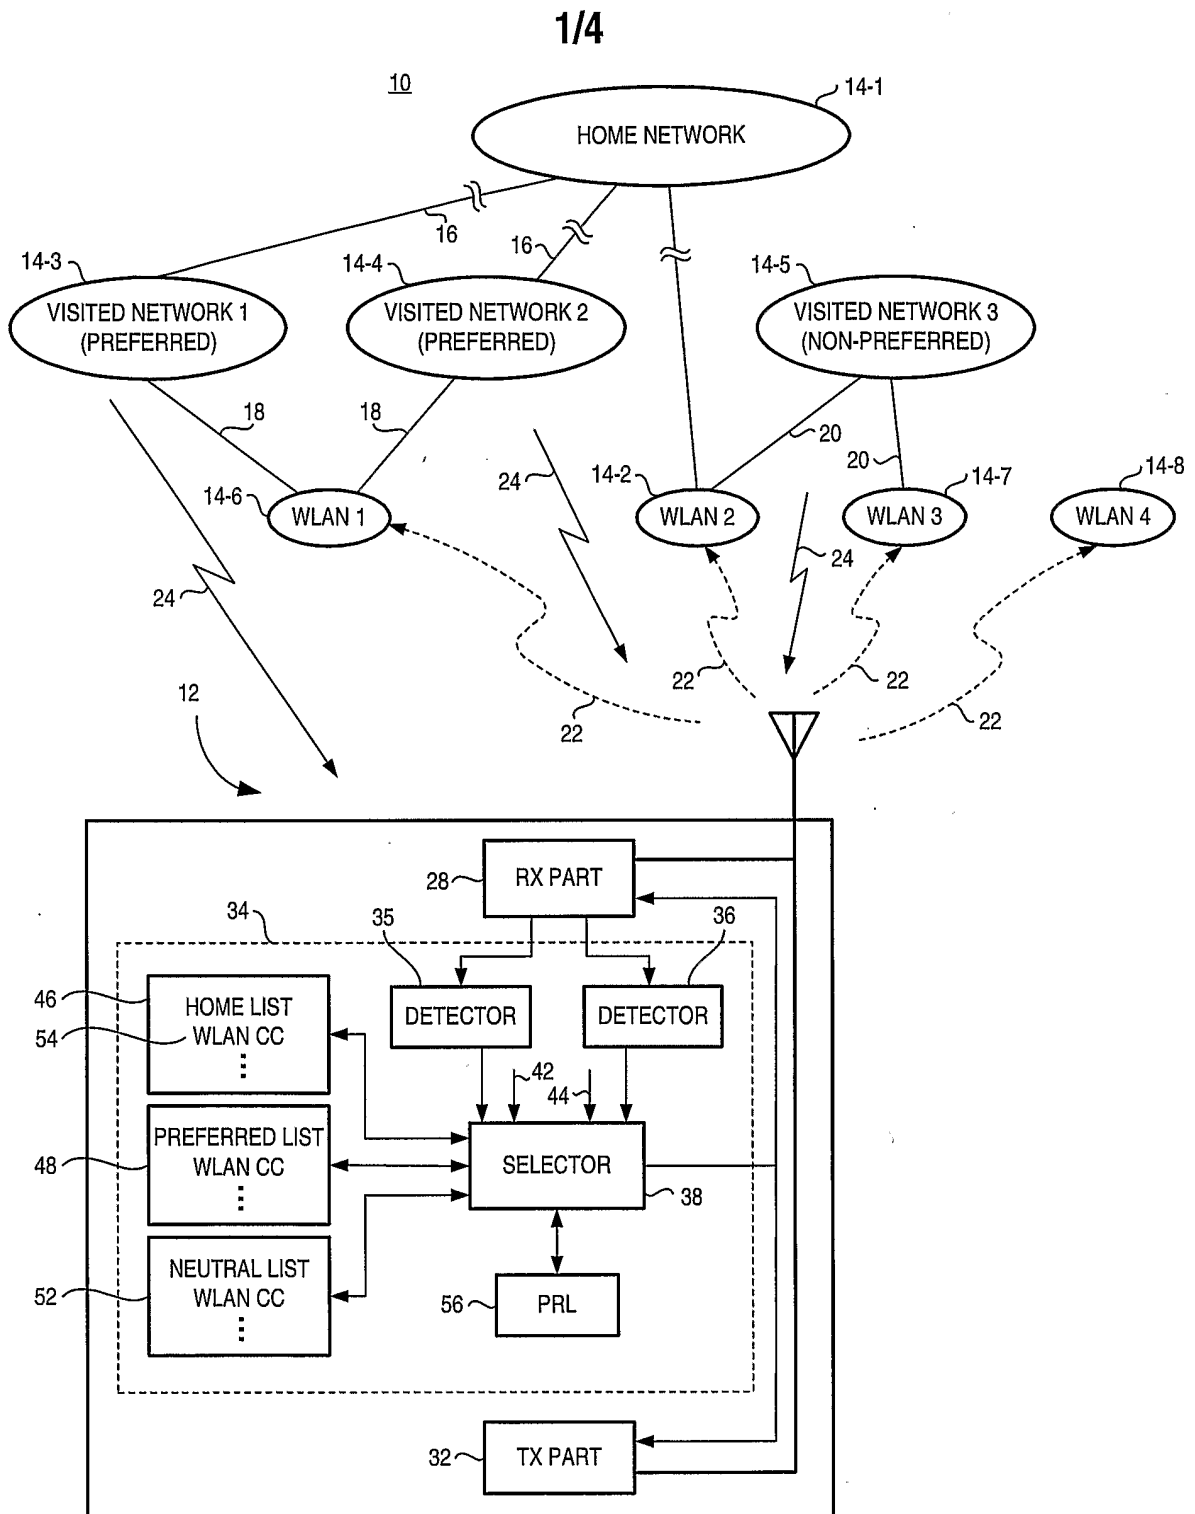 1/4
10
14-1
HOME NETWORK
16
16
14-3
14-4
14-5
VISITED NETWORK 1
(PREFERRED)
VISITED NETWORK 2
(PREFERRED)
VISITED NETWORK 3
(NON-PREFERRED)
18
18
20
20
14-6
24
14-2
14-7
14-8
WLAN 1
WLAN 2
WLAN 3
WLAN 4
24
24
22
22
22
22
12
28
RX PART
34
35
36
46
HOME LIST
54
WLAN CC
DETECTOR
DETECTOR
42
44
48
PREFERRED LIST
WLAN CC
SELECTOR
38
52
NEUTRAL LIST
WLAN CC
56
PRL
32
TX PART